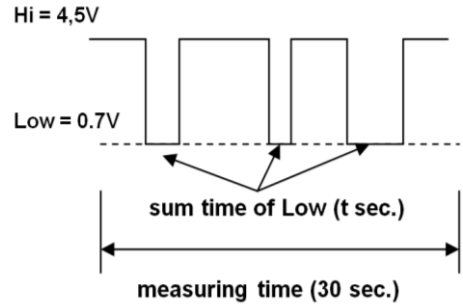 Hi = 4,5V
Low = 0.7V
sum time of Low (t sec.)
measuring time (30 sec.)